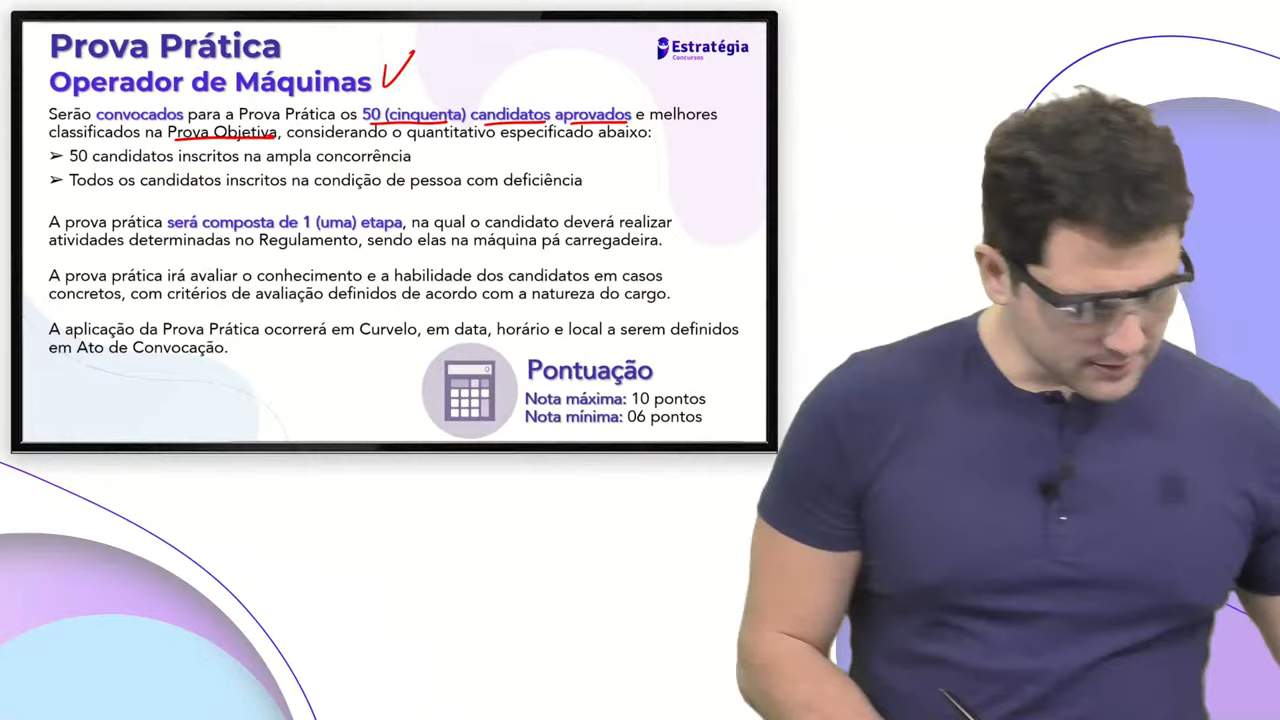 Prova Prática
Operador de Máquinas
Estratégia
Concursos
Serão convocados para a Prova Prática os 50 (cinquenta) candidatos aprovados e melhores
classificados na Prova Objetiva, considerando o quantitativo especificado abaixo:
➢ 50 candidatos inscritos na ampla concorrência
➢ Todos os candidatos inscritos na condição de pessoa com deficiência
A prova prática será composta de 1 (uma) etapa, na qual o candidato deverá realizar
atividades determinadas no Regulamento, sendo elas na máquina pá carregadeira.
A prova prática irá avaliar o conhecimento e a habilidade dos candidatos em casos
concretos, com critérios de avaliação definidos de acordo com a natureza do cargo.
A aplicação da Prova Prática ocorrerá em Curvelo, em data, horário e local a serem definidos
em Ato de Convocação.
Pontuação
Nota máxima: 10 pontos
Nota mínima: 06 pontos